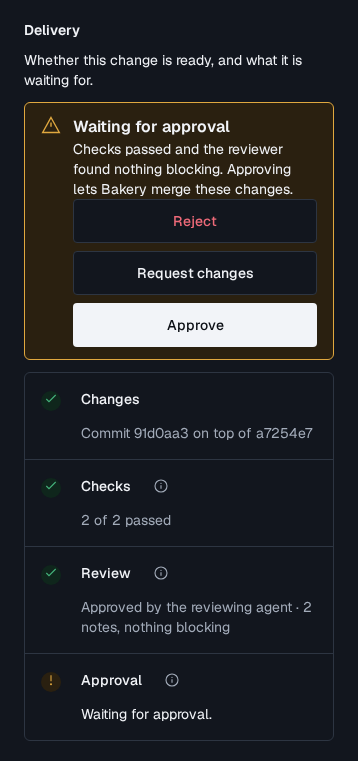 Delivery
Whether this change is ready, and what it is
waiting for.
Waiting for approval
Checks passed and the reviewer
found nothing blocking. Approving
lets Bakery merge these changes.
Reject
Request changes
Approve
Changes
Commit 91d0aa3 on top of a7254e7
Checks
2 of 2 passed
Review
Approved by the reviewing agent · 2
notes, nothing blocking
Approval
Waiting for approval.